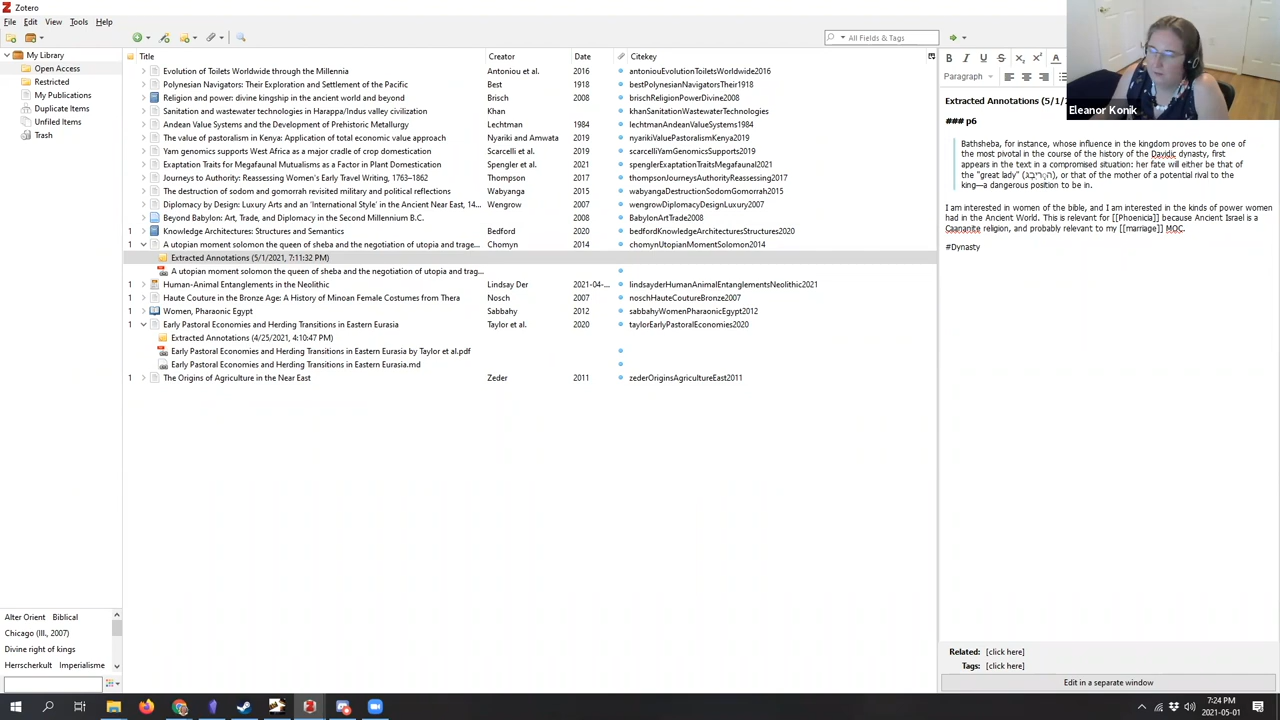 Zotero
File Edit View Tools Help
All Fields & Tags
My Library
Open Access
Restricted
My Publications
Duplicate Items
Unfiled Items
Trash
Title Creator Date Citekey
Evolution of Toilets Worldwide through the Millennia Antoniou et al. 2016 antoniouEvolutionToiletsWorldwide2016
Polynesian Navigators: Their Exploration and Settlement of the Pacific Best 1918 bestPolynesianNavigatorsTheir1918
Religion and power: divine kingship in the ancient world and beyond Brisch 2008 brischReligionPowerDivine2008
Sanitation and wastewater technologies in Harappa/Indus valley civilization Khan khanSanitationWastewaterTechnologies
Andean Value Systems and the Development of Prehistoric Metallurgy Lechtman 1984 lechtmanAndeanValueSystems1984
The value of pastoralism in Kenya: Application of total economic value approach Nyariki and Amwata 2019 nyarikiValuePastoralismKenya2019
Yam genomics supports West Africa as a major cradle of crop domestication Scarcelli et al. 2019 scarcelliYamGenomicsSupports2019
Exaptation Traits for Megafaunal Mutualisms as a Factor in Plant Domestication Spengler et al. 2021 spenglerExaptationTraitsMegafaunal2021
Journeys to Authority: Reassessing Women's Early Travel Writing, 1763–1862 Thompson 2017 thompsonJourneysAuthorityReassessing2017
The destruction of sodom and gomorrah revisited military and political reflections Wabyanga 2015 wabyangaDestructionSodomGomorrah2015
Diplomacy by Design: Luxury Arts and an 'International Style' in the Ancient Near East, 14... Wengrow 2007 wengrowDiplomacyDesignLuxury2007
Beyond Babylon: Art, Trade, and Diplomacy in the Second Millennium B.C. 2008 BabylonArtTrade2008
1 Knowledge Architectures: Structures and Semantics Bedford 2020 bedfordKnowledgeArchitecturesStructures2020
1 A utopian moment solomon the queen of sheba and the negotiation of utopia and trage... Chomyn 2014 chomynUtopianMomentSolomon2014
Extracted Annotations (5/1/2021, 7:11:32 PM)
A utopian moment solomon the queen of sheba and the negotiation of utopia and trag...
1 Human-Animal Entanglements in the Neolithic Lindsay Der 2021-04-... lindsayderHumanAnimalEntanglementsNeolithic2021
1 Haute Couture in the Bronze Age: A History of Minoan Female Costumes from Thera Nosch 2007 noschHauteCoutureBronze2007
1 Women, Pharaonic Egypt Sabbahy 2012 sabbahyWomenPharaonicEgypt2012
1 Early Pastoral Economies and Herding Transitions in Eastern Eurasia Taylor et al. 2020 taylorEarlyPastoralEconomies2020
Extracted Annotations (4/25/2021, 4:10:47 PM)
Early Pastoral Economies and Herding Transitions in Eastern Eurasia by Taylor et al.pdf
Early Pastoral Economies and Herding Transitions in Eastern Eurasia.md
1 The Origins of Agriculture in the Near East Zeder 2011 zederOriginsAgricultureEast2011
Alter Orient Biblical
Chicago (Ill., 2007)
Divine right of kings
Herrscherkult Imperialisme
B I U S X₂ X² A
Paragraph
Eleanor Konik
Extracted Annotations (5/1/
### p6
Bathsheba, for instance, whose influence in the kingdom proves to be one of
the most pivotal in the course of the history of the Davidic dynasty, first
appears in the text in a compromised situation: her fate will either be that of
the "great lady" or that of the mother of a potential rival to the
king—a dangerous position to be in.
I am interested in women of the bible, and I am interested in the kinds of power women
had in the Ancient World. This is relevant for [[Phoenicia]] because Ancient Israel is a
Caananite religion, and probably relevant to my [[marriage]] MOC.
#Dynasty
Related: [click here]
Tags: [click here]
Edit in a separate window
7:24 PM
2021-05-01